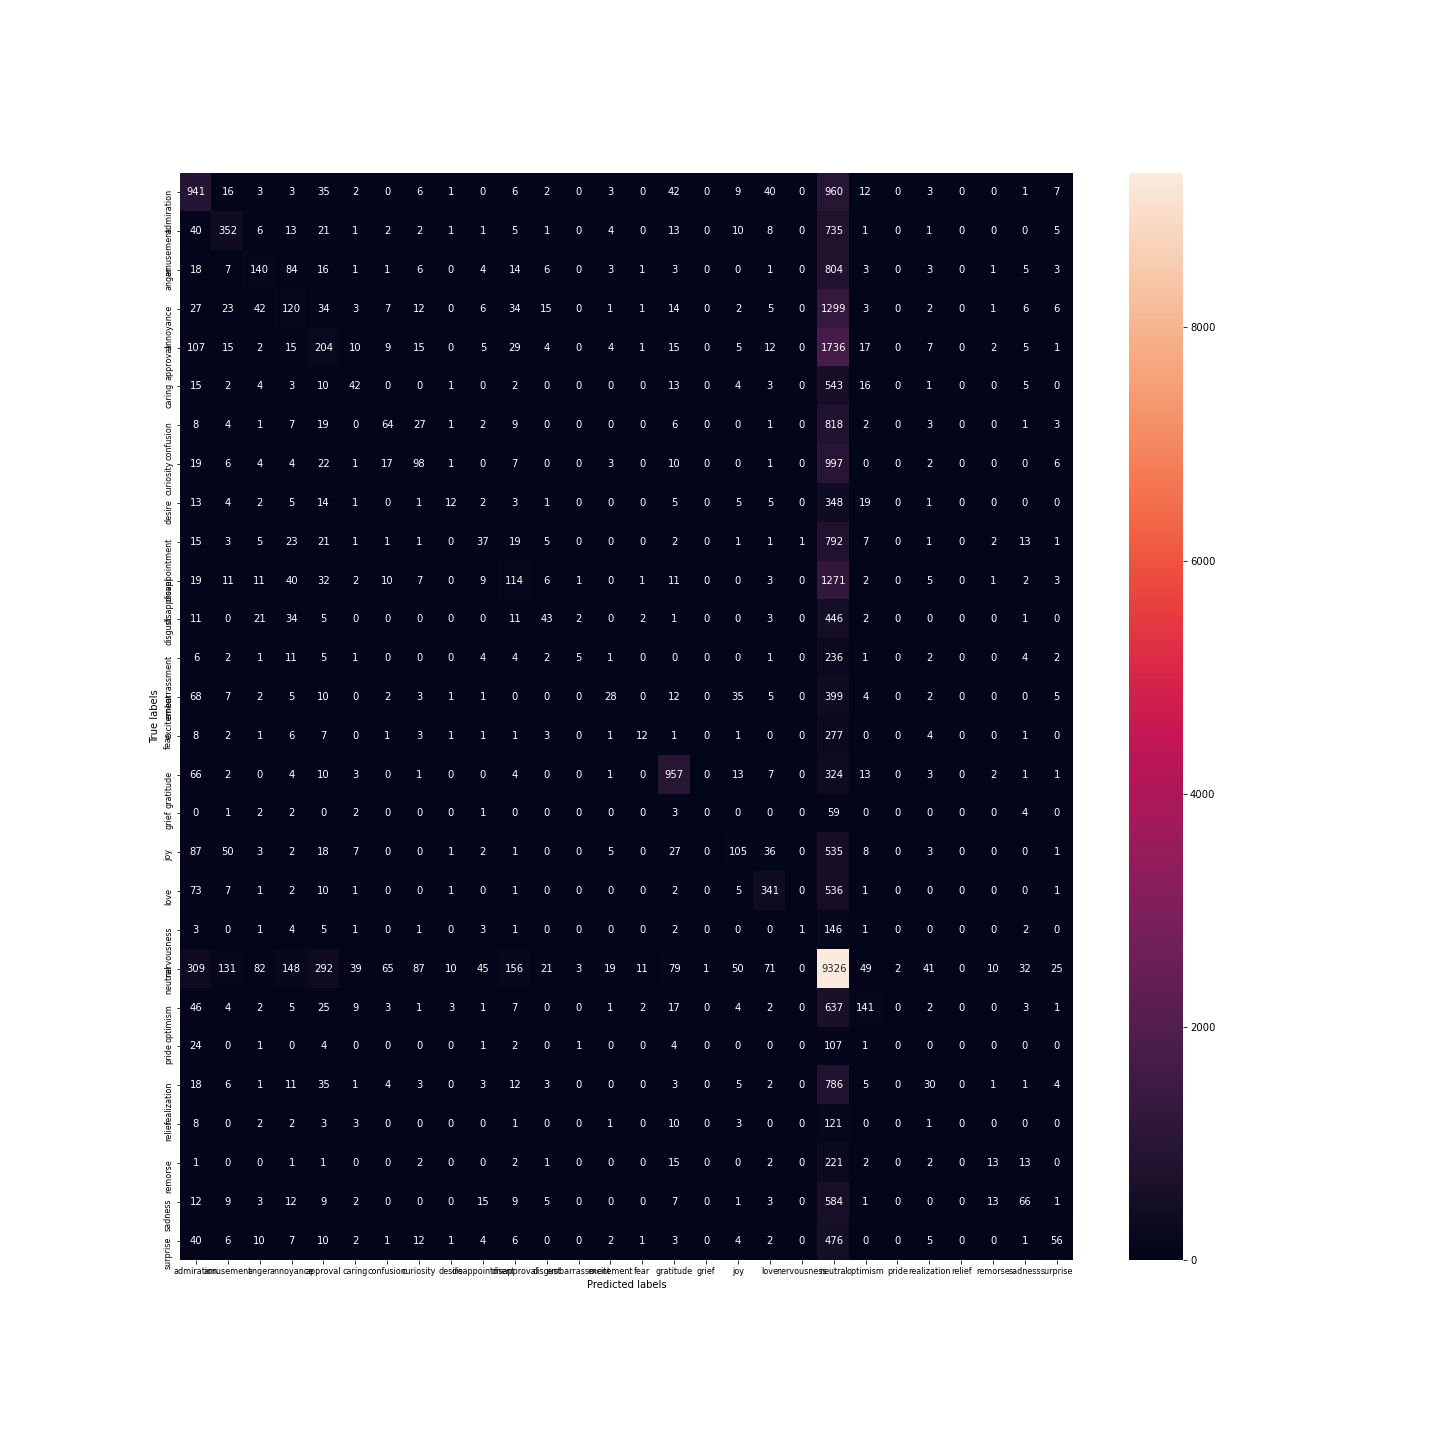 admiration 941 16 3 3 35 2 0 6 1 0 6 2 0 3 0 42 0 9 40 0 960 12 0 3 0 0 1 7
amusement 40 352 6 13 21 1 2 2 1 1 5 1 0 4 0 13 0 10 8 0 735 1 0 1 0 0 0 5
anger 18 7 140 84 16 1 1 6 0 4 14 6 0 3 1 3 0 0 1 0 804 3 0 3 0 1 5 3
annoyance 27 23 42 120 34 3 7 12 0 6 34 15 0 1 1 14 0 2 5 0 1299 3 0 2 0 1 6 6
approval 107 15 2 15 204 10 9 15 0 5 29 4 0 4 1 15 0 5 12 0 1736 17 0 7 0 2 5 1
caring 15 2 4 3 10 42 0 0 1 0 2 0 0 0 0 13 0 4 3 0 543 16 0 1 0 0 5 0
confusion 8 4 1 7 19 0 64 27 1 2 9 0 0 0 0 6 0 0 1 0 818 2 0 3 0 0 1 3
curiosity 19 6 4 4 22 1 17 98 1 0 7 0 0 3 0 10 0 0 1 0 997 0 0 2 0 0 0 6
desire 13 4 2 5 14 1 0 1 12 2 3 1 0 0 0 5 0 5 5 0 348 19 0 1 0 0 0 0
disappointment 15 3 5 23 21 1 1 1 0 37 19 5 0 0 0 2 0 1 1 1 792 7 0 1 0 2 13 1
disapproval 19 11 11 40 32 2 10 7 0 9 114 6 1 0 1 11 0 0 3 0 1271 2 0 5 0 1 2 3
disgust 11 0 21 34 5 0 0 0 0 0 11 43 2 0 2 1 0 0 3 0 446 2 0 0 0 0 1 0
embarrassment 6 2 1 11 5 1 0 0 0 4 4 2 5 1 0 0 0 0 1 0 236 1 0 2 0 0 4 2
excitement 68 7 2 5 10 0 2 3 1 1 0 0 0 28 0 12 0 35 5 0 399 4 0 2 0 0 0 5
fear 8 2 1 6 7 0 1 3 1 1 1 3 0 1 12 1 0 1 0 0 277 0 0 4 0 0 1 0
gratitude 66 2 0 4 10 3 0 1 0 0 4 0 0 1 0 957 0 13 7 0 324 13 0 3 0 2 1 1
grief 0 1 2 2 0 2 0 0 0 1 0 0 0 0 0 3 0 0 0 0 59 0 0 0 0 0 4 0
joy 87 50 3 2 18 7 0 0 1 2 1 0 0 5 0 27 0 105 36 0 535 8 0 3 0 0 0 1
love 73 7 1 2 10 1 0 0 1 0 1 0 0 0 0 2 0 5 341 0 536 1 0 0 0 0 0 1
nervousness 3 0 1 4 5 1 0 1 0 3 1 0 0 0 0 2 0 0 0 1 146 1 0 0 0 0 2 0
neutral 309 131 82 148 292 39 65 87 10 45 156 21 3 19 11 79 1 50 71 0 9326 49 2 41 0 10 32 25
optimism 46 4 2 5 25 9 3 1 3 1 7 0 0 1 2 17 0 4 2 0 637 141 0 2 0 0 3 1
pride 24 0 1 0 4 0 0 0 0 1 2 0 1 0 0 4 0 0 0 0 107 1 0 0 0 0 0 0
realization 18 6 1 11 35 1 4 3 0 3 12 3 0 0 0 3 0 5 2 0 786 5 0 30 0 1 1 4
relief 8 0 2 2 3 3 0 0 0 0 1 0 0 1 0 10 0 3 0 0 121 0 0 1 0 0 0 0
remorse 1 0 0 1 1 0 0 2 0 0 2 1 0 0 0 15 0 0 2 0 221 2 0 2 0 13 13 0
sadness 12 9 3 12 9 2 0 0 0 15 9 5 0 0 0 7 0 1 3 0 584 1 0 0 0 13 66 1
surprise 40 6 10 7 10 2 1 12 1 4 6 0 0 2 1 3 0 4 2 0 476 0 0 5 0 0 1 56
admiration amusement anger annoyance approval caring confusion curiosity desire disappointment disapproval disgust embarrassment excitement fear gratitude grief joy love nervousness neutral optimism pride realization relief remorse sadness surprise
Predicted labels
True labels
8000
6000
4000
2000
0